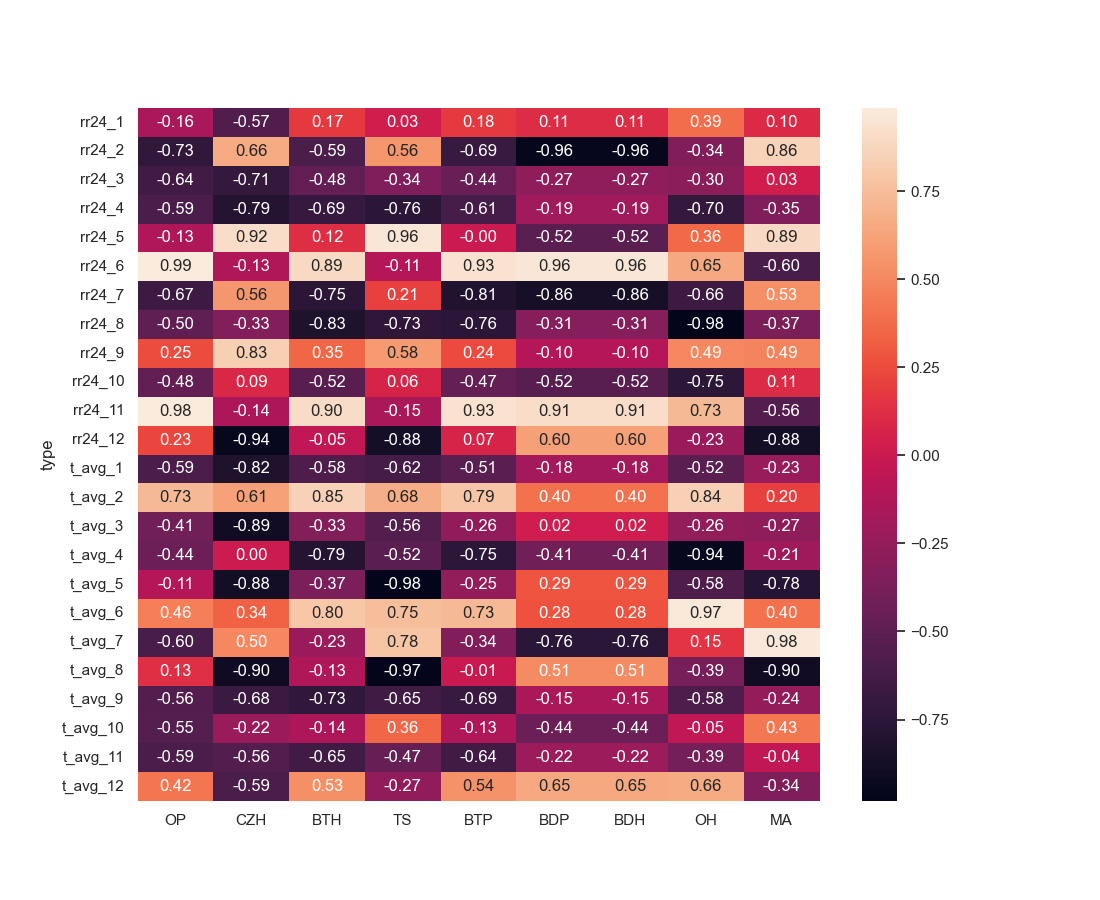 rr24_1 -0.16 -0.57 0.17 0.03 0.18 0.11 0.11 0.39 0.10
rr24_2 -0.73 0.66 -0.59 0.56 -0.69 -0.96 -0.96 -0.34 0.86
rr24_3 -0.64 -0.71 -0.48 -0.34 -0.44 -0.27 -0.27 -0.30 0.03
rr24_4 -0.59 -0.79 -0.69 -0.76 -0.61 -0.19 -0.19 -0.70 -0.35
rr24_5 -0.13 0.92 0.12 0.96 -0.00 -0.52 -0.52 0.36 0.89
rr24_6 0.99 -0.13 0.89 -0.11 0.93 0.96 0.96 0.65 -0.60
rr24_7 -0.67 0.56 -0.75 0.21 -0.81 -0.86 -0.86 -0.66 0.53
rr24_8 -0.50 -0.33 -0.83 -0.73 -0.76 -0.31 -0.31 -0.98 -0.37
rr24_9 0.25 0.83 0.35 0.58 0.24 -0.10 -0.10 0.49 0.49
rr24_10 -0.48 0.09 -0.52 0.06 -0.47 -0.52 -0.52 -0.75 0.11
rr24_11 0.98 -0.14 0.90 -0.15 0.93 0.91 0.91 0.73 -0.56
rr24_12 0.23 -0.94 -0.05 -0.88 0.07 0.60 0.60 -0.23 -0.88
t_avg_1 -0.59 -0.82 -0.58 -0.62 -0.51 -0.18 -0.18 -0.52 -0.23
t_avg_2 0.73 0.61 0.85 0.68 0.79 0.40 0.40 0.84 0.20
t_avg_3 -0.41 -0.89 -0.33 -0.56 -0.26 0.02 0.02 -0.26 -0.27
t_avg_4 -0.44 0.00 -0.79 -0.52 -0.75 -0.41 -0.41 -0.94 -0.21
t_avg_5 -0.11 -0.88 -0.37 -0.98 -0.25 0.29 0.29 -0.58 -0.78
t_avg_6 0.46 0.34 0.80 0.75 0.73 0.28 0.28 0.97 0.40
t_avg_7 -0.60 0.50 -0.23 0.78 -0.34 -0.76 -0.76 0.15 0.98
t_avg_8 0.13 -0.90 -0.13 -0.97 -0.01 0.51 0.51 -0.39 -0.90
t_avg_9 -0.56 -0.68 -0.73 -0.65 -0.69 -0.15 -0.15 -0.58 -0.24
t_avg_10 -0.55 -0.22 -0.14 0.36 -0.13 -0.44 -0.44 -0.05 0.43
t_avg_11 -0.59 -0.56 -0.65 -0.47 -0.64 -0.22 -0.22 -0.39 -0.04
t_avg_12 0.42 -0.59 0.53 -0.27 0.54 0.65 0.65 0.66 -0.34
OP CZH BTH TS BTP BDP BDH OH MA
type
0.75
0.50
0.25
0.00
-0.25
-0.50
-0.75